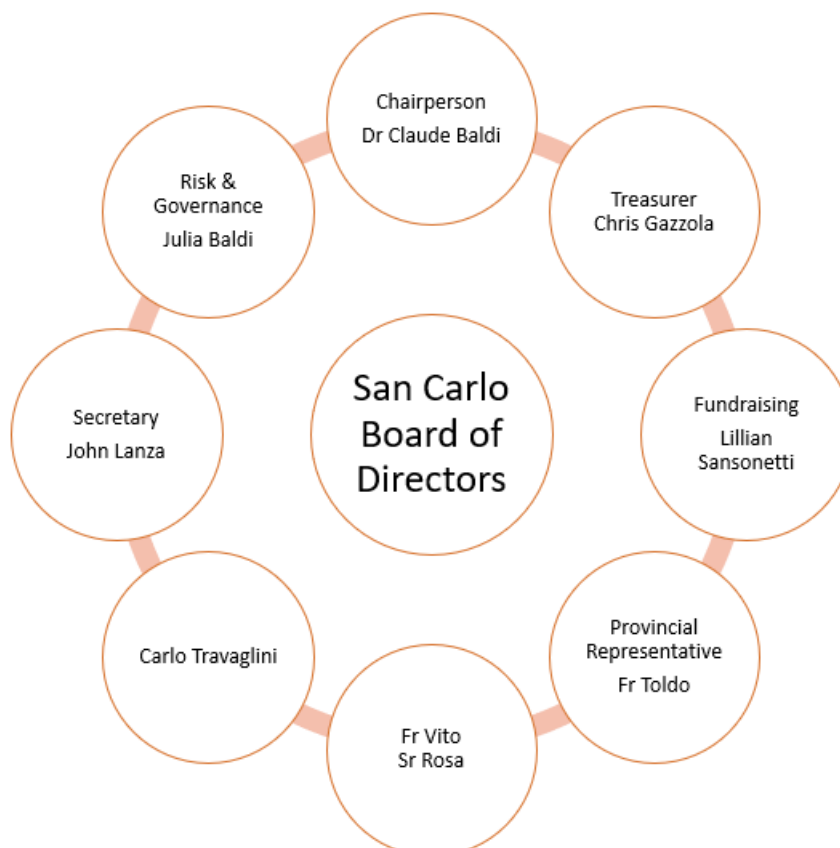 Chairperson
Dr Claude Baldi
Treasurer
Chris Gazzola
Fundraising
Lillian
Sansonetti
Provincial
Representative
Fr Toldo
Fr Vito
Sr Rosa
Carlo Travaglini
Secretary
John Lanza
Risk &
Governance
Julia Baldi
San Carlo
Board of
Directors